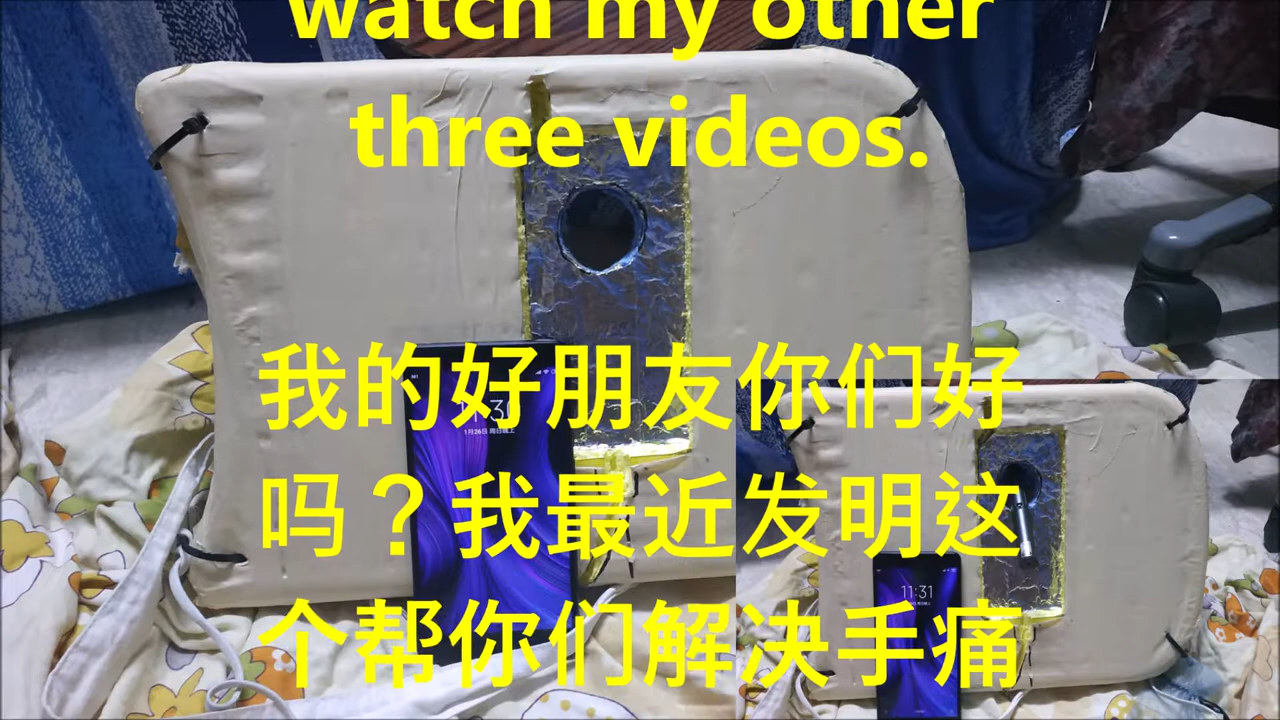 watch my other
three videos.
我的好朋友你们好
吗？我最近发明这
个帮你们解决手痛
11:31